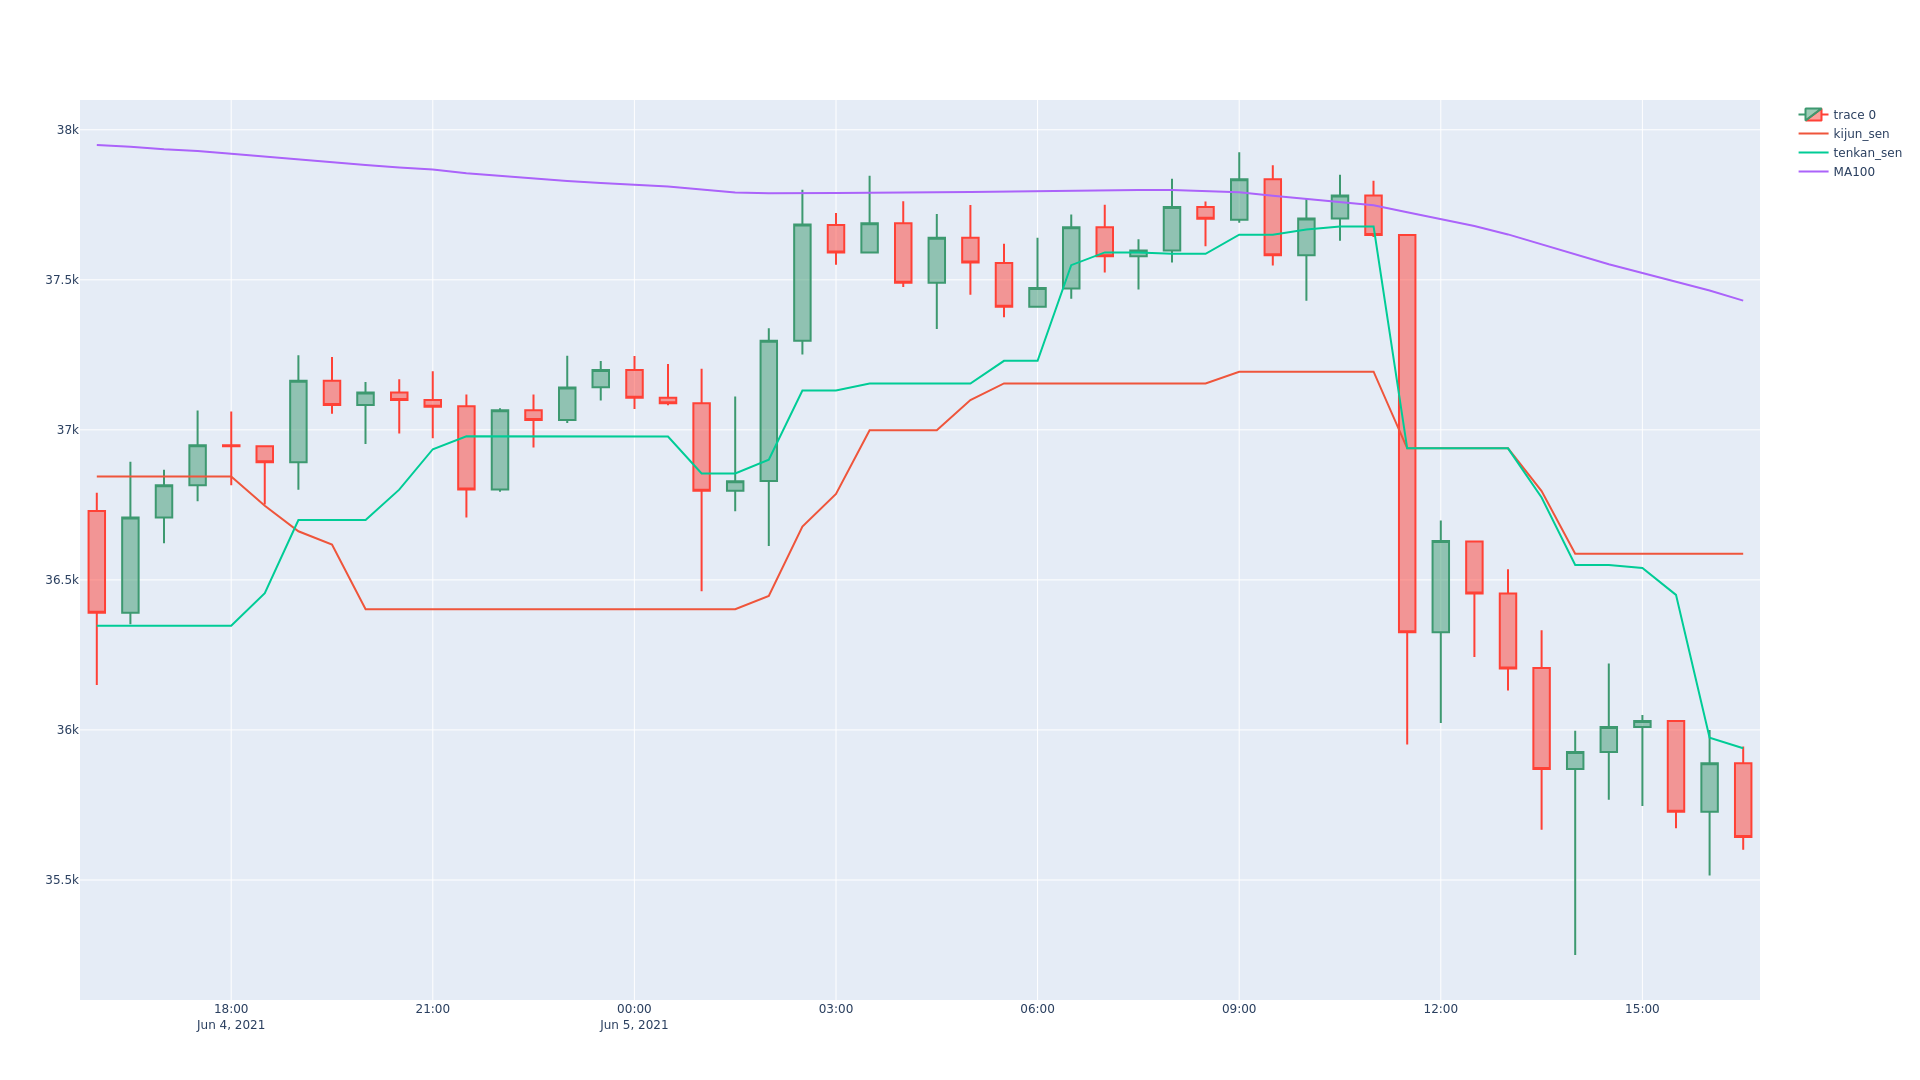 38k
37.5k
37k
36.5k
36k
35.5k
18:00
Jun 4, 2021
21:00
00:00
Jun 5, 2021
03:00
06:00
09:00
12:00
15:00
trace 0
kijun_sen
tenkan_sen
MA100